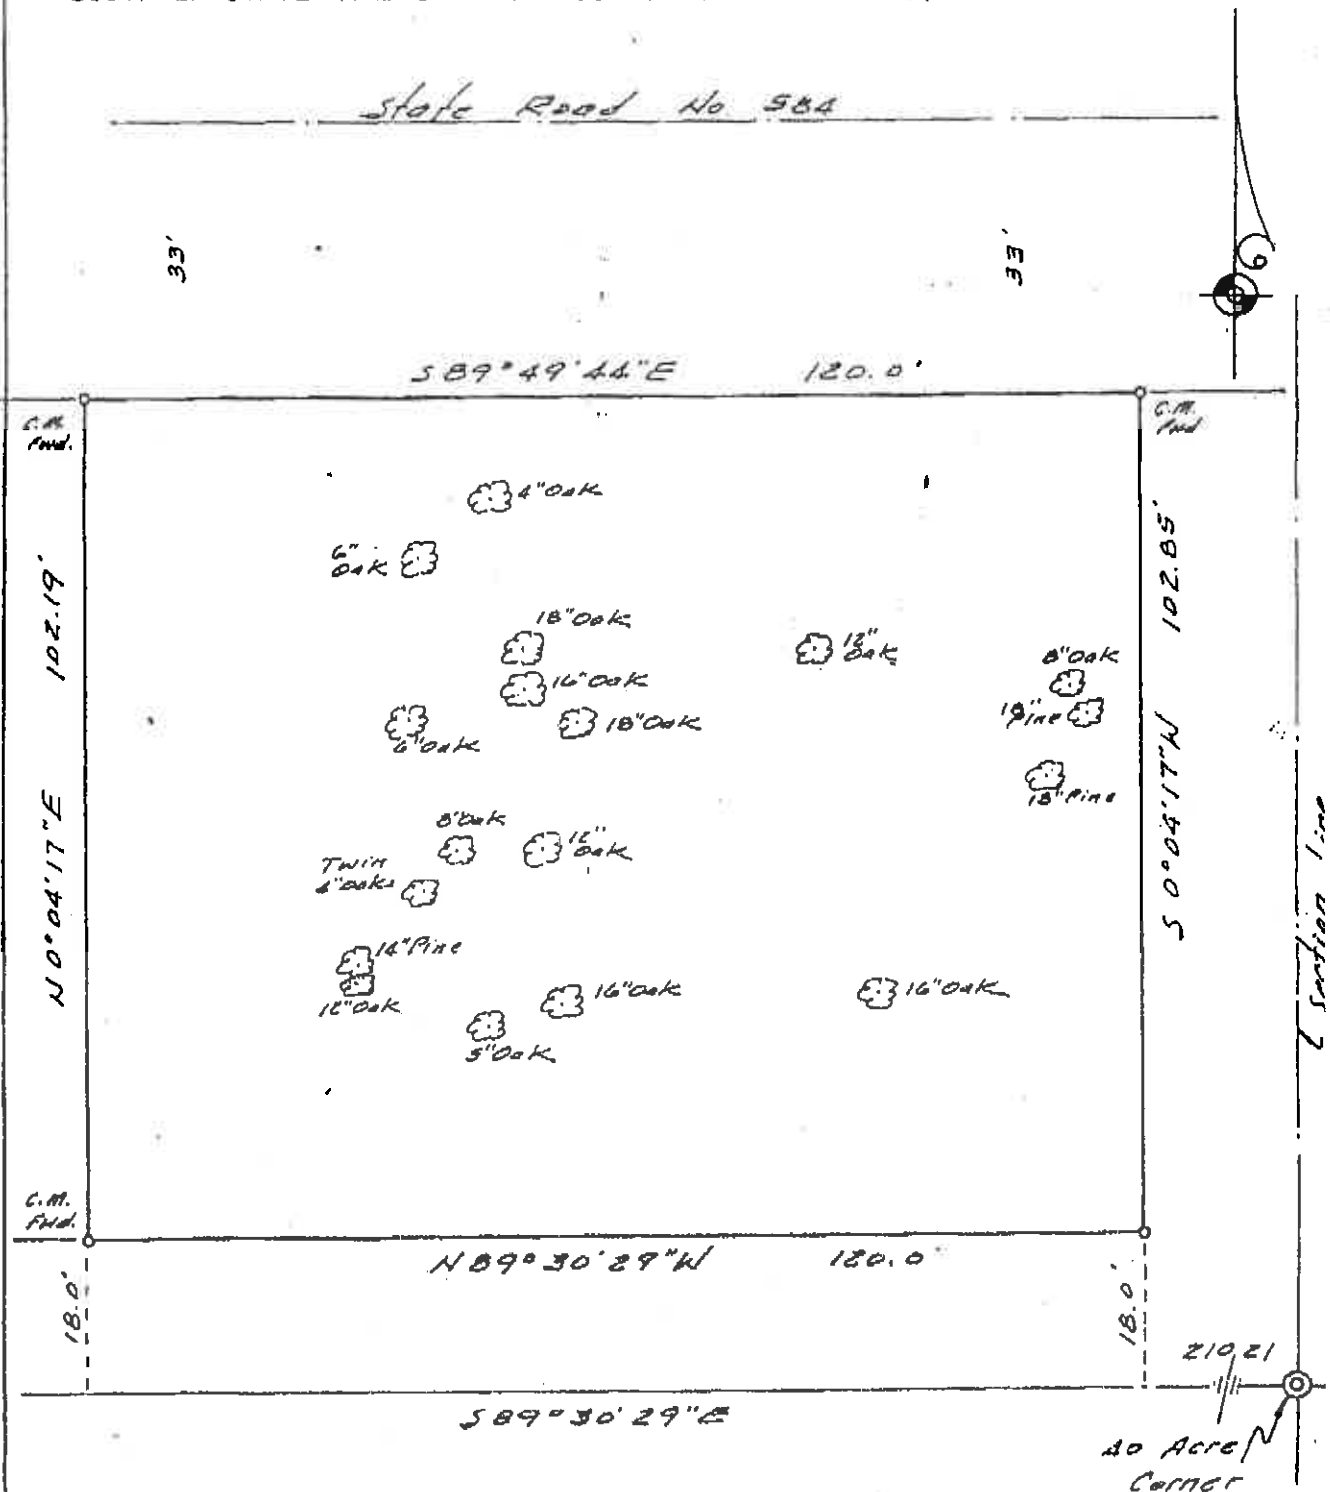 State Road No 584
33'
33'
S 89° 49' 44" E 120.0'
C.M.
Fnd.
C.M.
Fnd
4" Oak
6"
Oak
102.19'
102.85'
18" Oak
12"
Oak
8" Oak
16" Oak
18"
Pine
18" Oak
6" Oak
18" Pine
N 0° 04' 17" E
S 0° 04' 17" W
8" Oak
12"
Oak
Twin
Oaks
14" Pine
12" Oak
16" Oak
16" Oak
5" Oak
Section Line
C.M.
Fnd.
N 89° 30' 29" W 120.0'
18.0'
18.0'
210.21
S 89° 30' 29" E
40 Acre
Corner